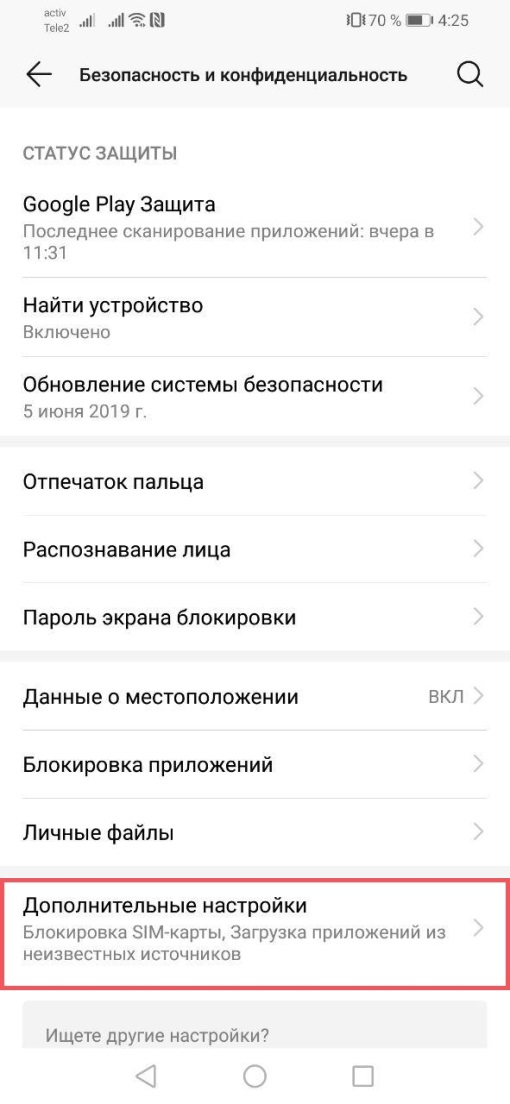 activ
Tele2
70 % 4:25
Безопасность и конфиденциальность
СТАТУС ЗАЩИТЫ
Google Play Защита
Последнее сканирование приложений: вчера в
11:31
Найти устройство
Включено
Обновление системы безопасности
5 июня 2019 г.
Отпечаток пальца
Распознавание лица
Пароль экрана блокировки
Данные о местоположении ВКЛ
Блокировка приложений
Личные файлы
Дополнительные настройки
Блокировка SIM-карты, Загрузка приложений из
неизвестных источников
Ищете другие настройки?